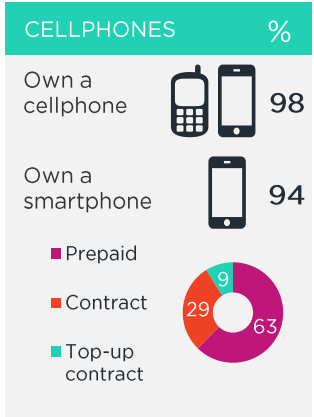 CELLPHONES %
Own a
cellphone 98
Own a
smartphone 94
Prepaid
Contract
Top-up
contract
9
29
63